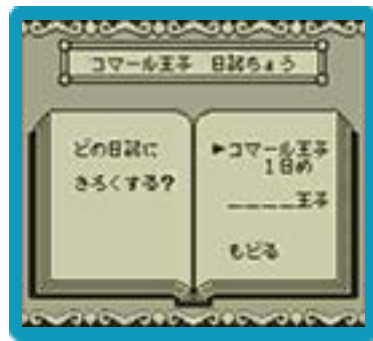 コマール王子 日記ちょう
どの日記に
きろくする?
▶コマール王子
1日め
____王子
もどる